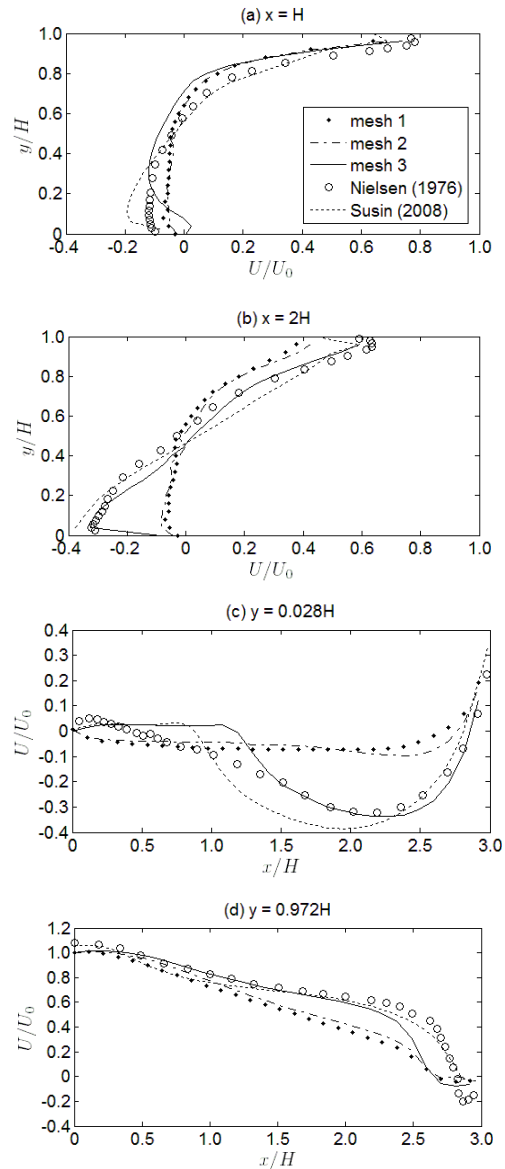 (a) x = H
1.0
0.8
0.6
0.4
0.2
0
y/H
mesh 1
mesh 2
mesh 3
Nielsen (1976)
Susin (2008)
-0.4 -0.2 0 0.2 0.4 0.6 0.8 1.0
U/U0
(b) x = 2H
1.0
0.8
0.6
0.4
0.2
0
y/H
-0.4 -0.2 0 0.2 0.4 0.6 0.8 1.0
U/U0
(c) y = 0.028H
0.4
0.3
0.2
0.1
0
-0.1
-0.2
-0.3
-0.4
U/U0
0 0.5 1.0 1.5 2.0 2.5 3.0
x/H
(d) y = 0.972H
1.2
1.0
0.8
0.6
0.4
0.2
0
-0.2
-0.4
U/U0
0 0.5 1.0 1.5 2.0 2.5 3.0
x/H